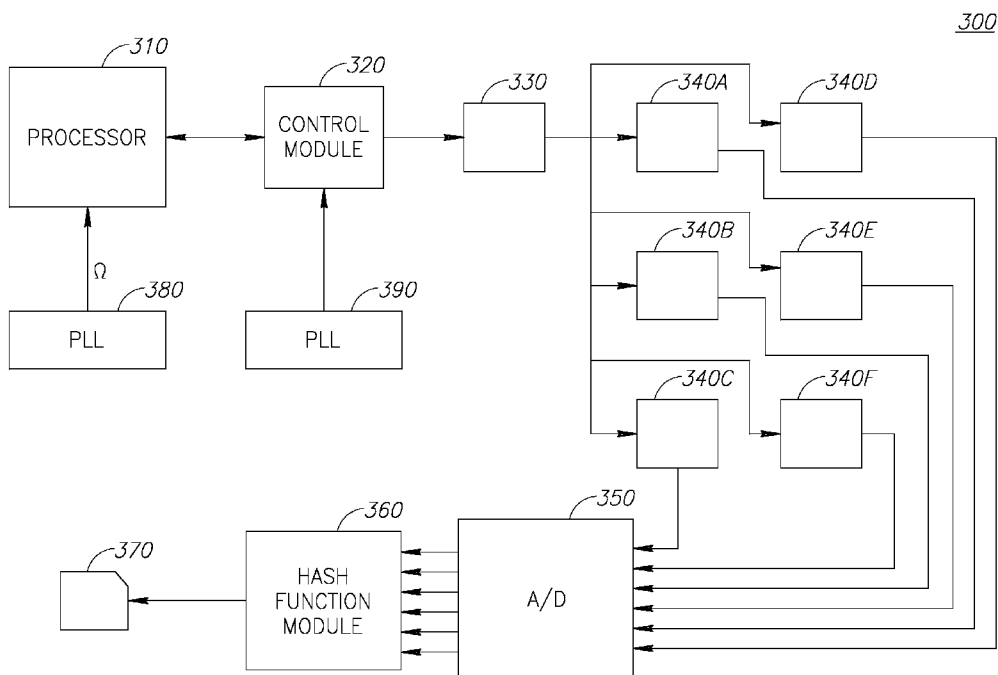 300
310
PROCESSOR
320
CONTROL
MODULE
330
340A
340D
340B
340E
Ω
380
PLL
390
PLL
340C
340F
350
A/D
360
HASH
FUNCTION
MODULE
370